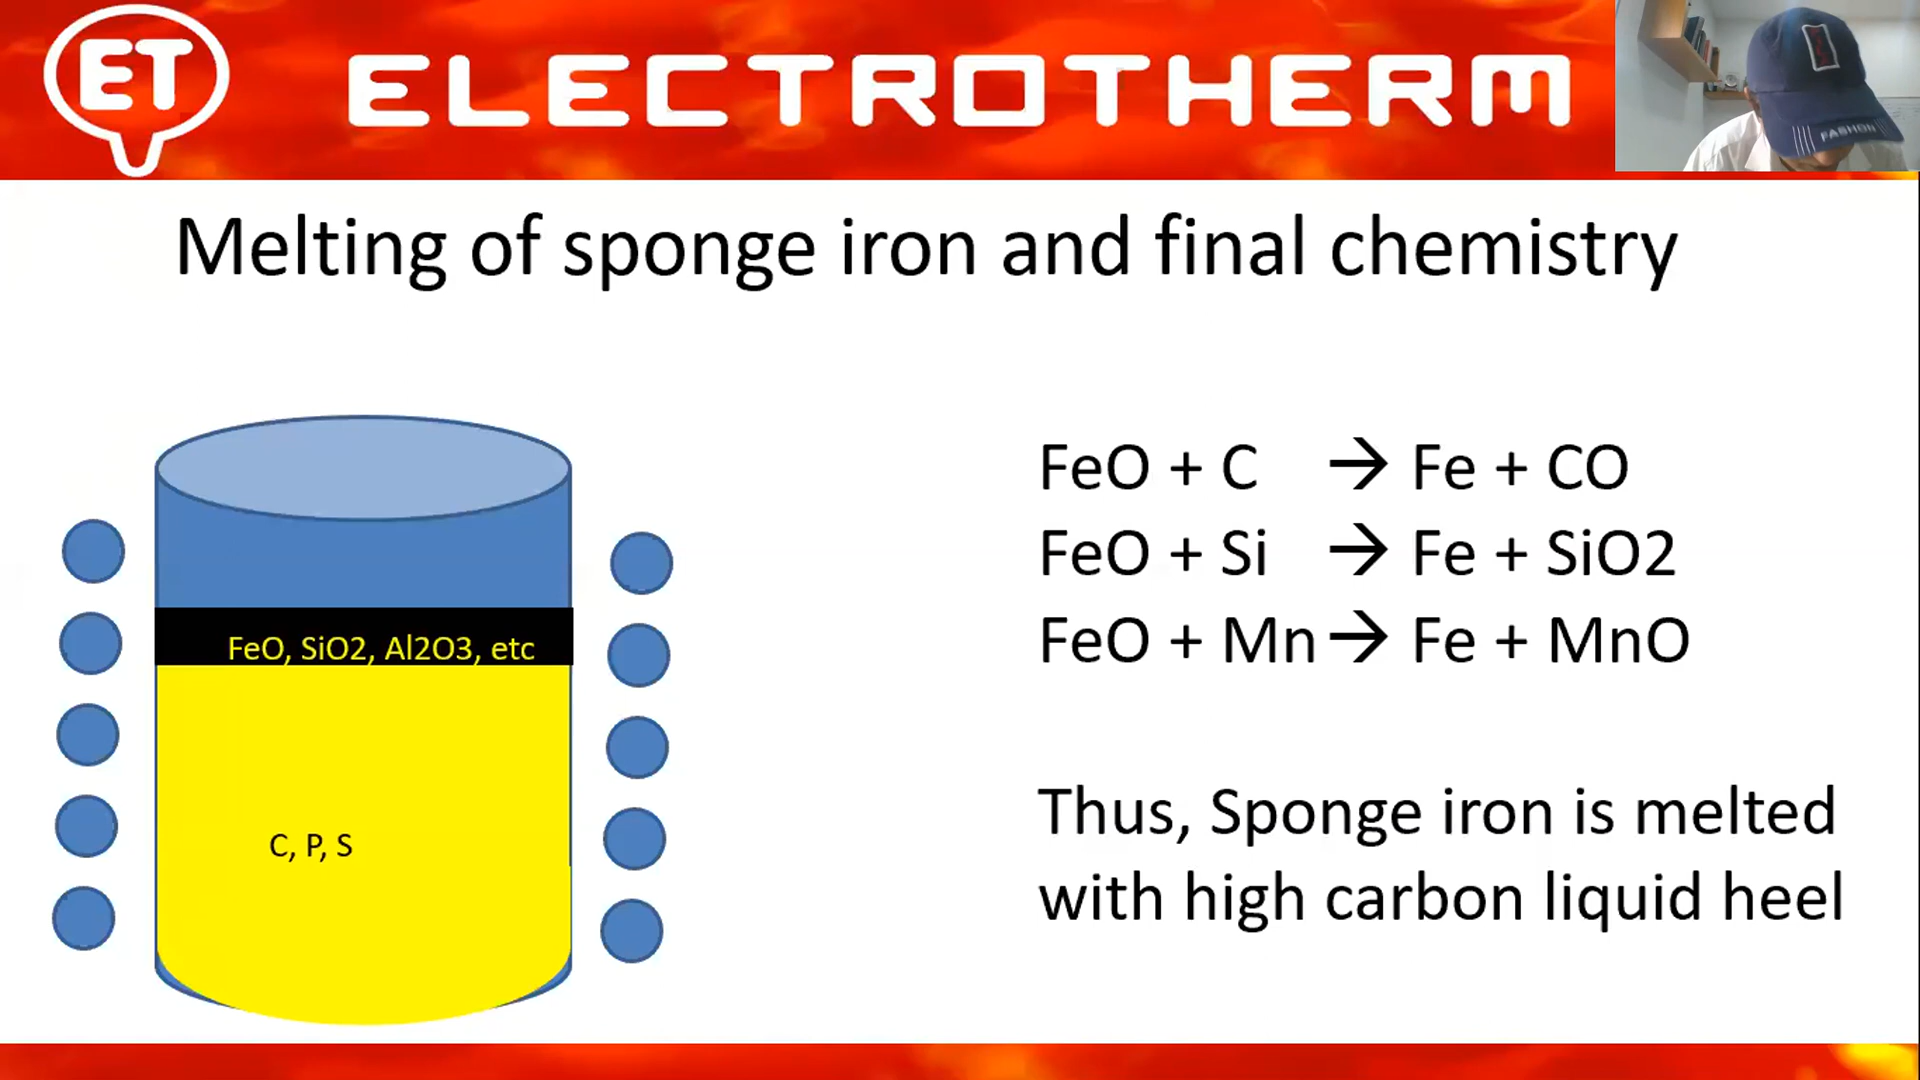 ET ELECTROTHERM
FASHION
Melting of sponge iron and final chemistry
FeO, SiO2, Al2O3, etc
C, P, S
FeO + C → Fe + CO
FeO + Si → Fe + SiO2
FeO + Mn → Fe + MnO
Thus, Sponge iron is melted
with high carbon liquid heel